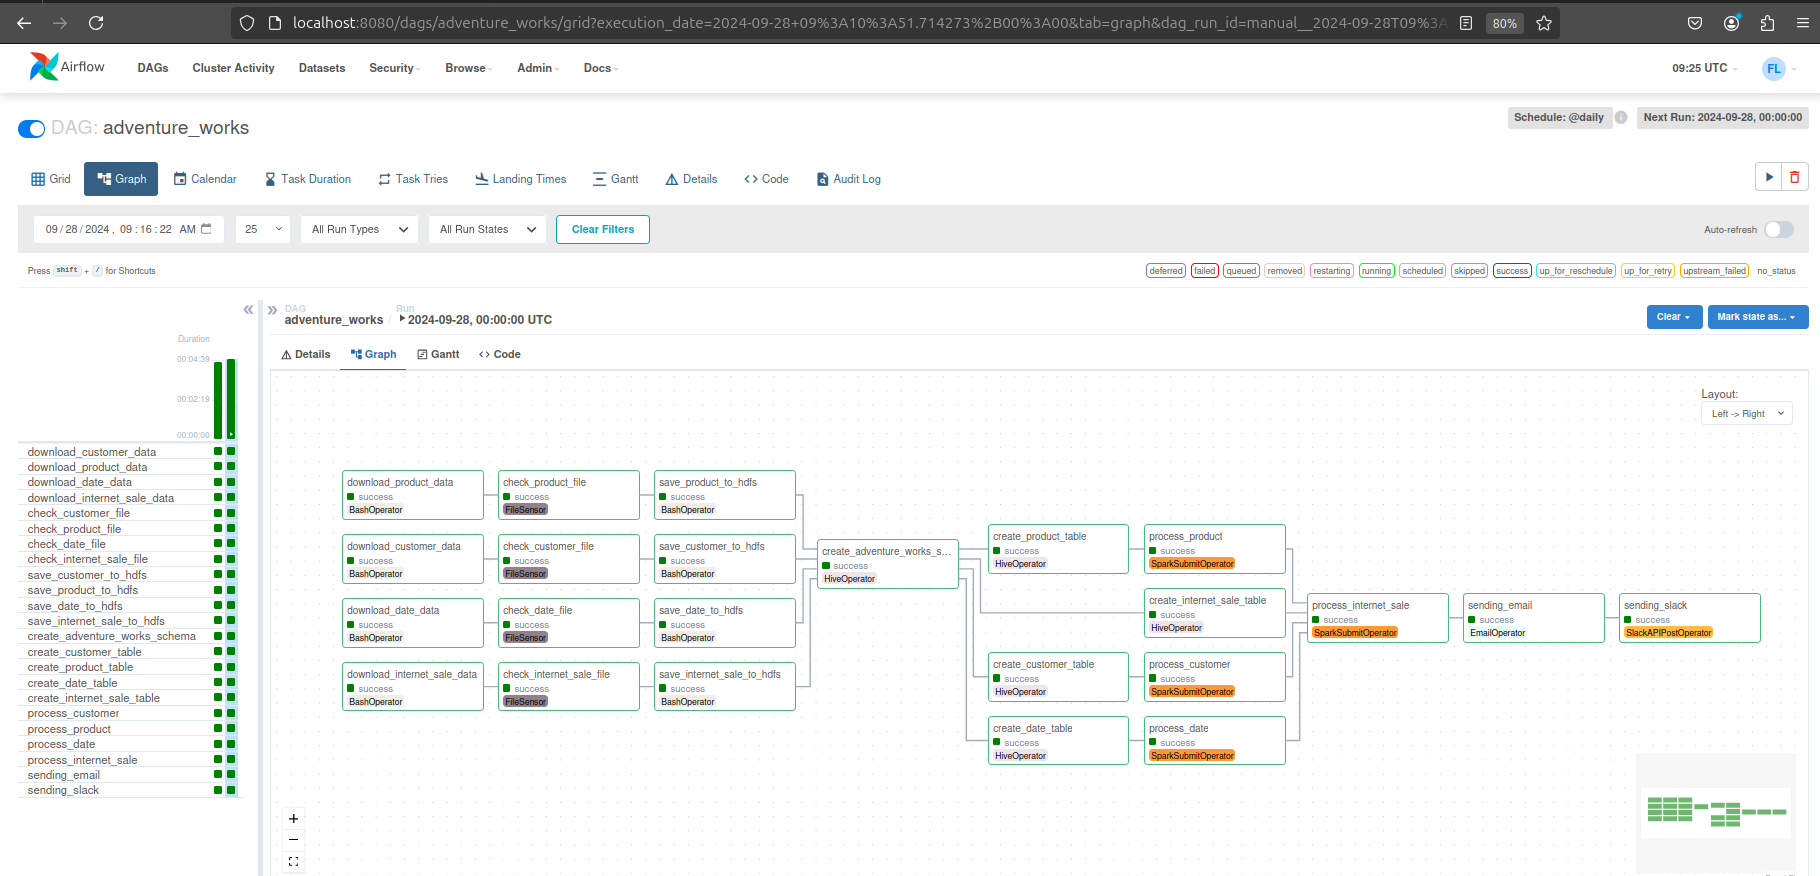 localhost:8080/dags/adventure_works/grid?execution_date=2024-09-28+09%3A10%3A51.714273%2B00%3A00&tab=graph&dag_run_id=manual__2024-09-28T09%3A
80%
Airflow DAGs Cluster Activity Datasets Security Browse Admin Docs 09:25 UTC FL
DAG: adventure_works Schedule: @daily i Next Run: 2024-09-28, 00:00:00
Grid Graph Calendar Task Duration Task Tries Landing Times Gantt Details Code Audit Log
09/28/2024, 09:16:22 AM 25 All Run Types All Run States Clear Filters Auto-refresh
Press shift + / for Shortcuts deferred failed queued removed restarting running scheduled skipped success up_for_reschedule up_for_retry upstream_failed no_status
DAG Run
adventure_works / 2024-09-28, 00:00:00 UTC Clear Mark state as...
Details Graph Gantt Code
Duration
00:04:39
00:02:19
00:00:00
download_customer_data
download_product_data
download_date_data
download_internet_sale_data
check_customer_file
check_product_file
check_date_file
check_internet_sale_file
save_customer_to_hdfs
save_product_to_hdfs
save_date_to_hdfs
save_internet_sale_to_hdfs
create_adventure_works_schema
create_customer_table
create_product_table
create_date_table
create_internet_sale_table
process_customer
process_product
process_date
process_internet_sale
sending_email
sending_slack
Layout:
Left -> Right
download_product_data
success
BashOperator
check_product_file
success
FileSensor
save_product_to_hdfs
success
BashOperator
download_customer_data
success
BashOperator
check_customer_file
success
FileSensor
save_customer_to_hdfs
success
BashOperator
download_date_data
success
BashOperator
check_date_file
success
FileSensor
save_date_to_hdfs
success
BashOperator
download_internet_sale_data
success
BashOperator
check_internet_sale_file
success
FileSensor
save_internet_sale_to_hdfs
success
BashOperator
create_adventure_works_s...
success
HiveOperator
create_product_table
success
HiveOperator
process_product
success
SparkSubmitOperator
create_internet_sale_table
success
HiveOperator
create_customer_table
success
HiveOperator
process_customer
success
SparkSubmitOperator
create_date_table
success
HiveOperator
process_date
success
SparkSubmitOperator
process_internet_sale
success
SparkSubmitOperator
sending_email
success
EmailOperator
sending_slack
success
SlackAPIPostOperator